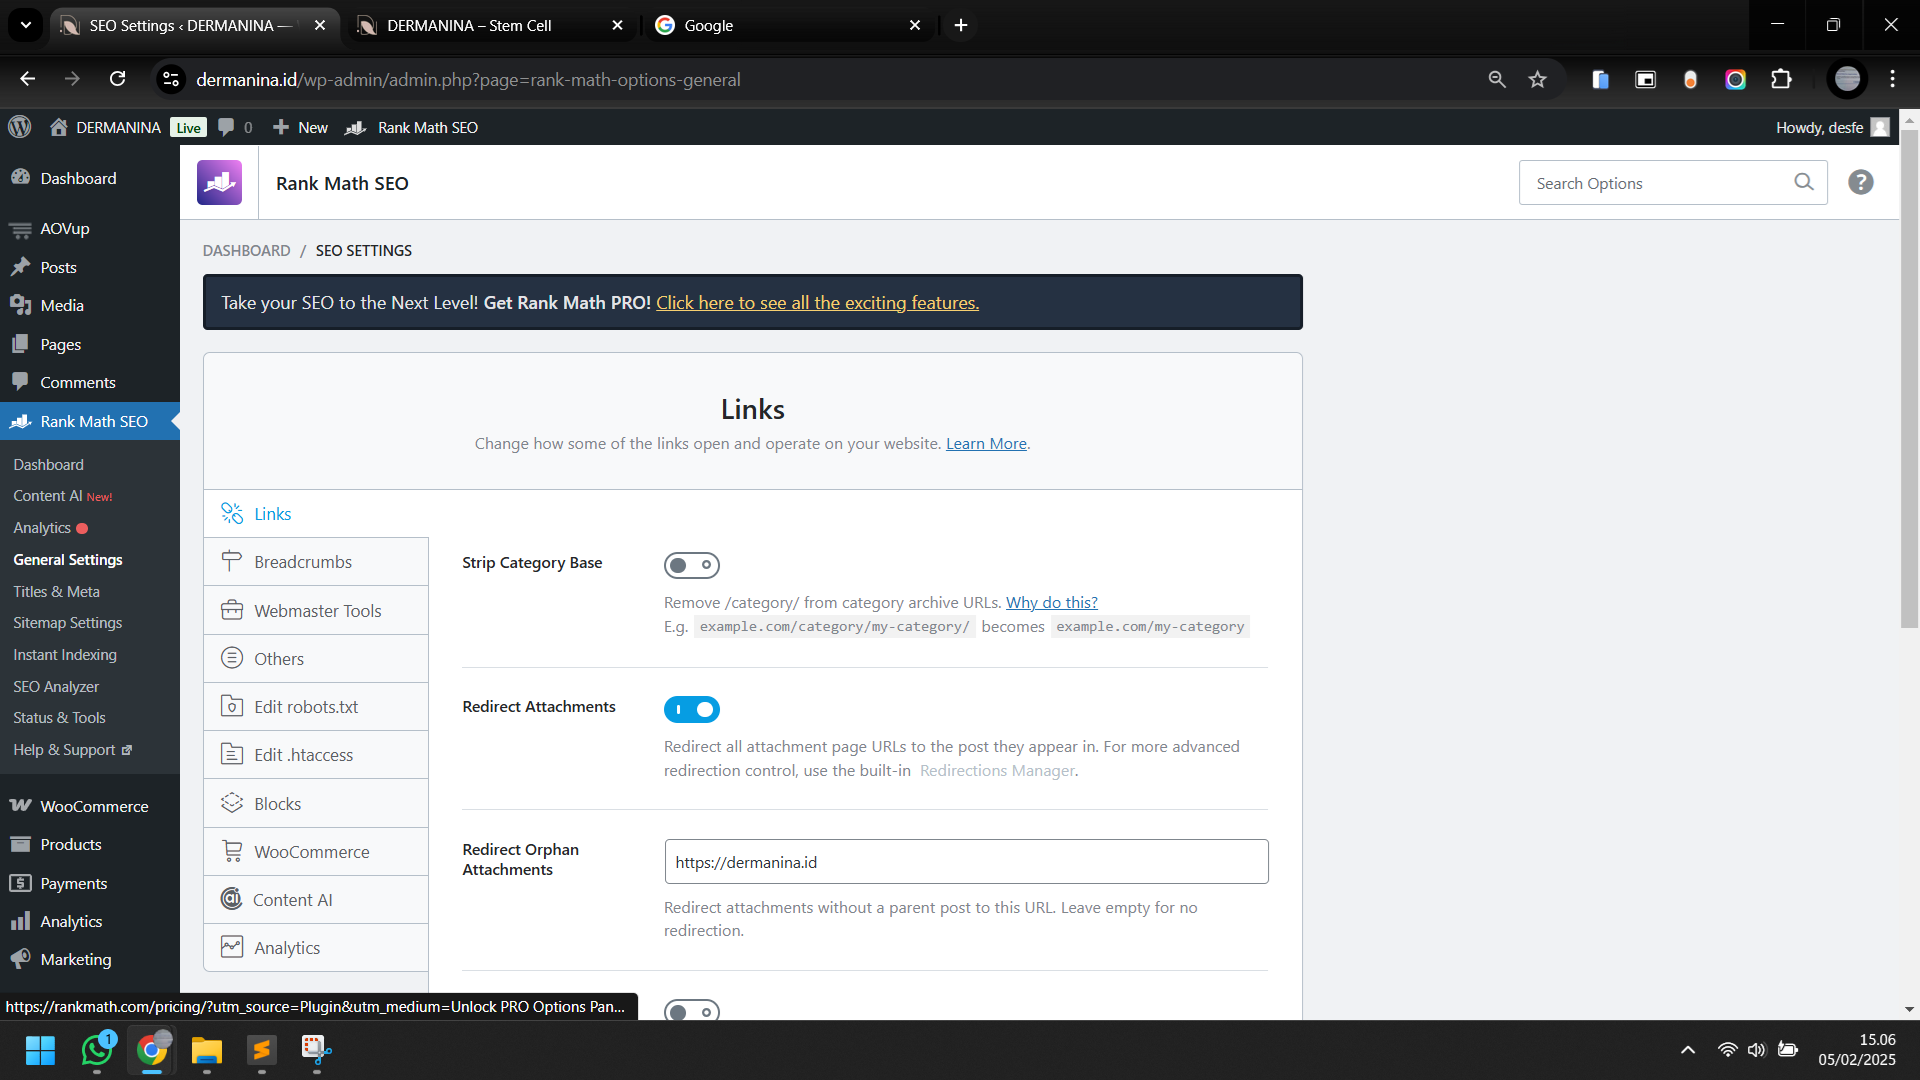 SEO Settings ‹ DERMANINA —
DERMANINA – Stem Cell
Google
dermanina.id/wp-admin/admin.php?page=rank-math-options-general
DERMANINA
Live
0
New
Rank Math SEO
Howdy, desfe
Dashboard
AOVup
Posts
Media
Pages
Comments
Rank Math SEO
Dashboard
Content AI New!
Analytics
General Settings
Titles & Meta
Sitemap Settings
Instant Indexing
SEO Analyzer
Status & Tools
Help & Support
WooCommerce
Products
Payments
Analytics
Marketing
Rank Math SEO
Search Options
?
DASHBOARD / SEO SETTINGS
Take your SEO to the Next Level! Get Rank Math PRO! Click here to see all the exciting features.
Links
Change how some of the links open and operate on your website. Learn More.
Links
Breadcrumbs
Webmaster Tools
Others
Edit robots.txt
Edit .htaccess
Blocks
WooCommerce
Content AI
Analytics
Strip Category Base
Remove /category/ from category archive URLs. Why do this?
E.g. example.com/category/my-category/ becomes example.com/my-category
Redirect Attachments
Redirect all attachment page URLs to the post they appear in. For more advanced
redirection control, use the built-in Redirections Manager.
Redirect Orphan
Attachments
https://dermanina.id
Redirect attachments without a parent post to this URL. Leave empty for no
redirection.
https://rankmath.com/pricing/?utm_source=Plugin&utm_medium=Unlock PRO Options Pan...
1
15.06
05/02/2025